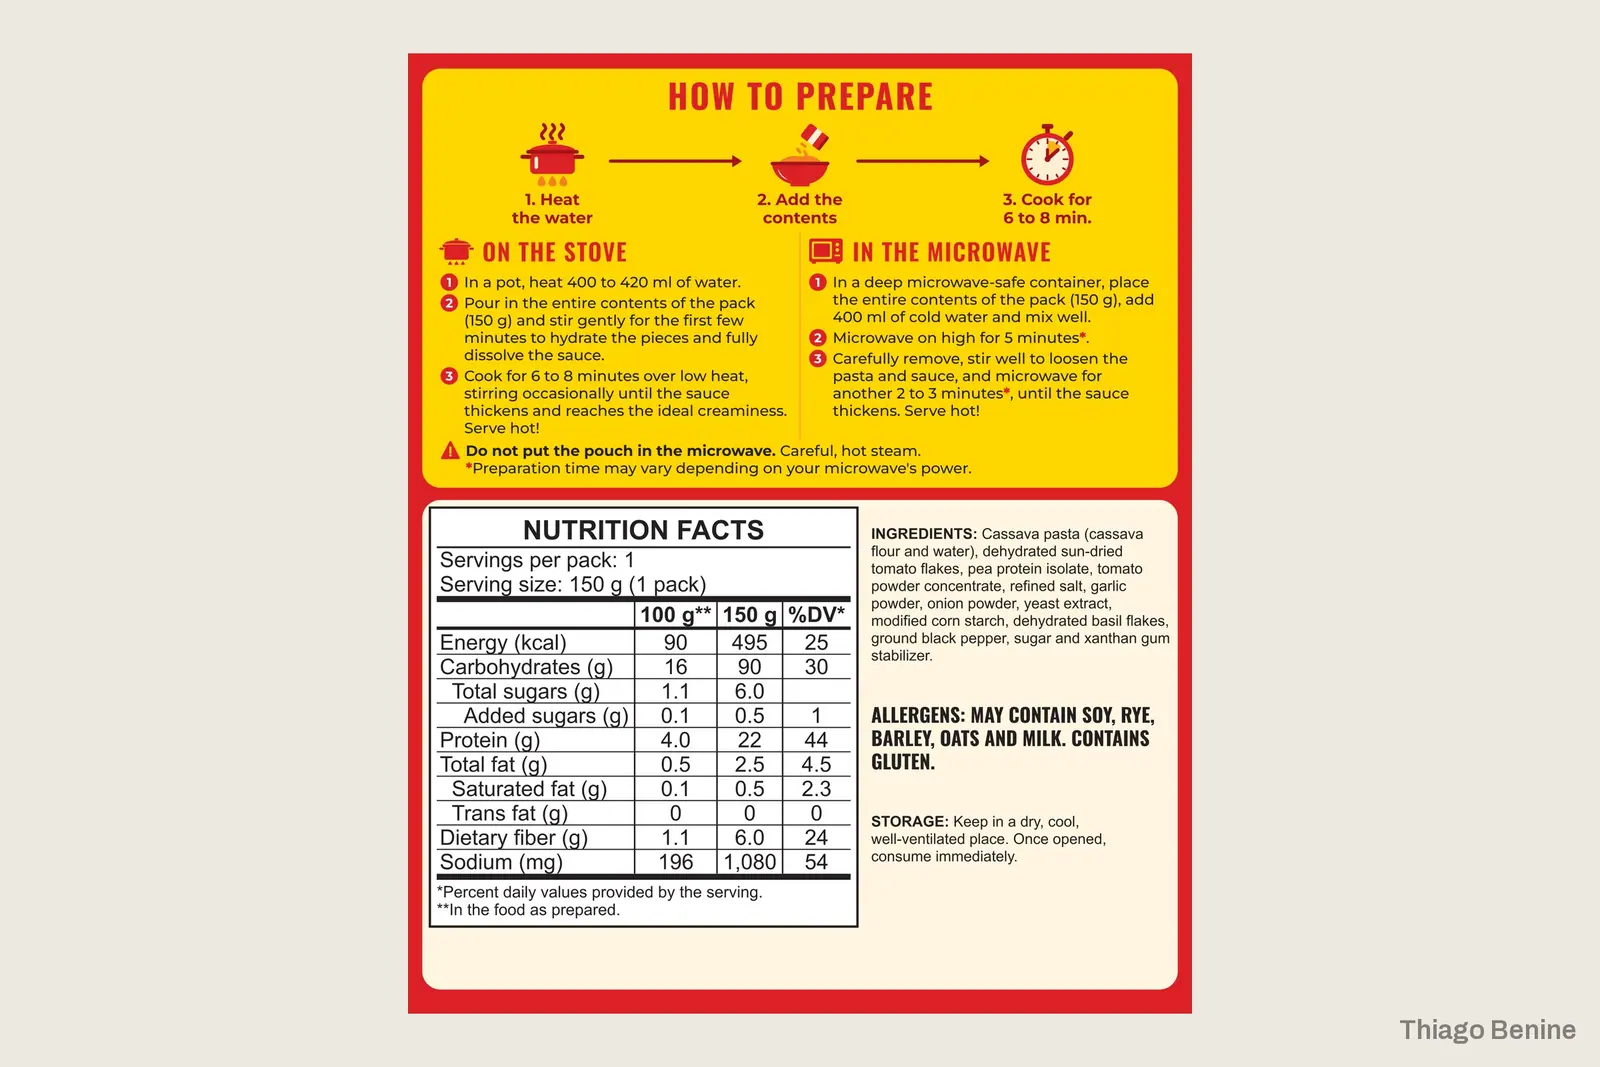 HOW TO PREPARE
1. Heat
the water
2. Add the
contents
3. Cook for
6 to 8 min.
ON THE STOVE
1 In a pot, heat 400 to 420 ml of water.
2 Pour in the entire contents of the pack
(150 g) and stir gently for the first few
minutes to hydrate the pieces and fully
dissolve the sauce.
3 Cook for 6 to 8 minutes over low heat,
stirring occasionally until the sauce
thickens and reaches the ideal creaminess.
Serve hot!
IN THE MICROWAVE
1 In a deep microwave-safe container, place
the entire contents of the pack (150 g), add
400 ml of cold water and mix well.
2 Microwave on high for 5 minutes*.
3 Carefully remove, stir well to loosen the
pasta and sauce, and microwave for
another 2 to 3 minutes*, until the sauce
thickens. Serve hot!
Do not put the pouch in the microwave. Careful, hot steam.
*Preparation time may vary depending on your microwave's power.
NUTRITION FACTS
Servings per pack: 1
Serving size: 150 g (1 pack)
100 g** 150 g %DV*
Energy (kcal) 90 495 25
Carbohydrates (g) 16 90 30
Total sugars (g) 1.1 6.0
Added sugars (g) 0.1 0.5 1
Protein (g) 4.0 22 44
Total fat (g) 0.5 2.5 4.5
Saturated fat (g) 0.1 0.5 2.3
Trans fat (g) 0 0 0
Dietary fiber (g) 1.1 6.0 24
Sodium (mg) 196 1,080 54
*Percent daily values provided by the serving.
**In the food as prepared.
INGREDIENTS: Cassava pasta (cassava
flour and water), dehydrated sun-dried
tomato flakes, pea protein isolate, tomato
powder concentrate, refined salt, garlic
powder, onion powder, yeast extract,
modified corn starch, dehydrated basil flakes,
ground black pepper, sugar and xanthan gum
stabilizer.
ALLERGENS: MAY CONTAIN SOY, RYE,
BARLEY, OATS AND MILK. CONTAINS
GLUTEN.
STORAGE: Keep in a dry, cool,
well-ventilated place. Once opened,
consume immediately.
Thiago Benine